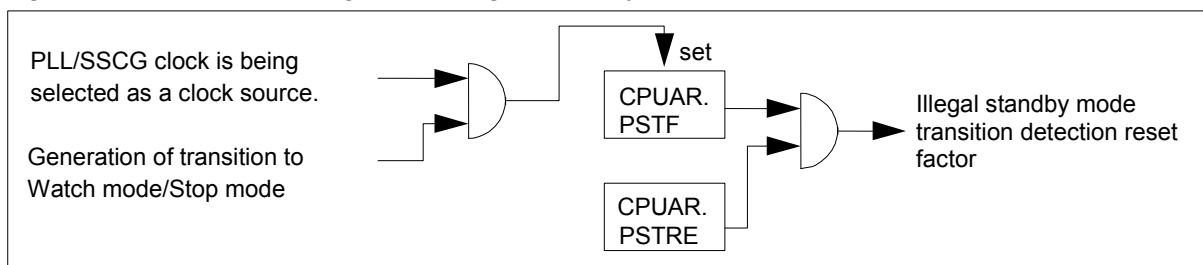 PLL/SSCG clock is being
selected as a clock source.
Generation of transition to
Watch mode/Stop mode
set
CPUAR.
PSTF
CPUAR.
PSTRE
Illegal standby mode
transition detection reset
factor